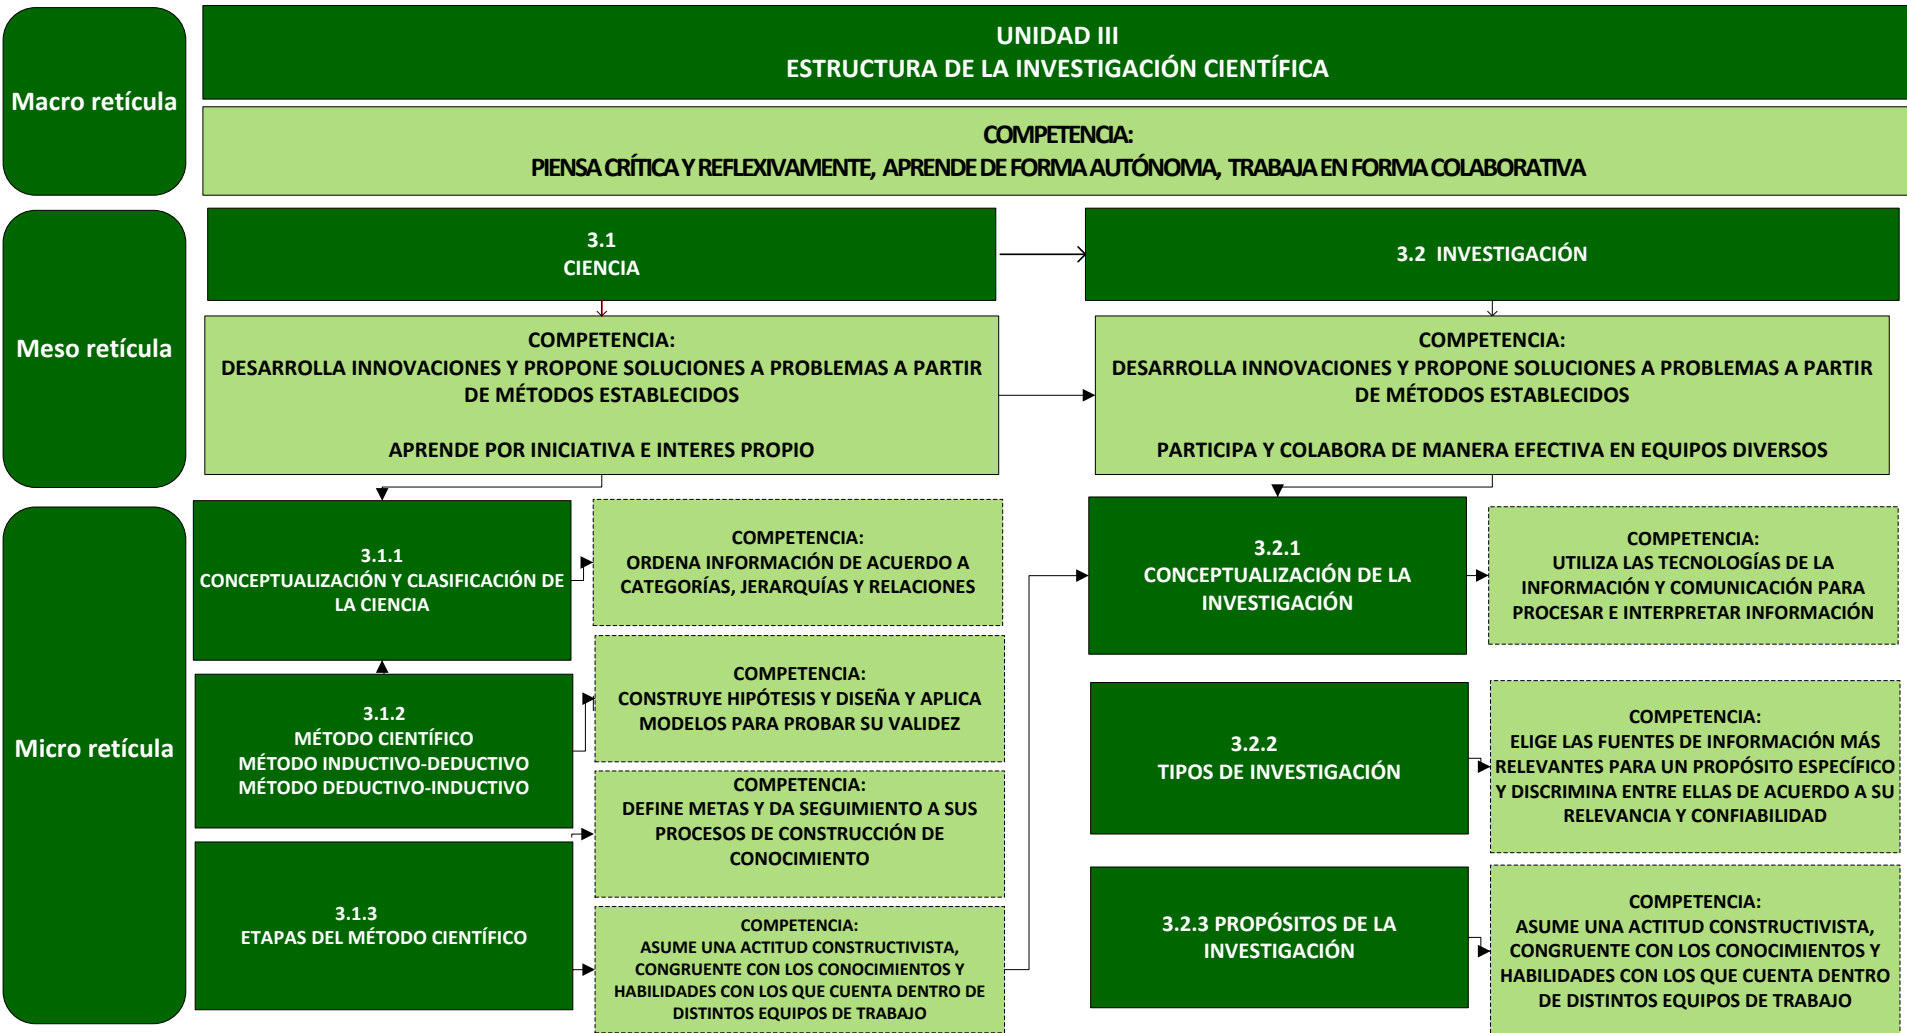 Macro retícula
UNIDAD III
ESTRUCTURA DE LA INVESTIGACIÓN CIENTÍFICA
COMPETENCIA:
PIENSA CRÍTICA Y REFLEXIVAMENTE, APRENDE DE FORMA AUTÓNOMA, TRABAJA EN FORMA COLABORATIVA
Meso retícula
3.1
CIENCIA
3.2 INVESTIGACIÓN
COMPETENCIA:
DESARROLLA INNOVACIONES Y PROPONE SOLUCIONES A PROBLEMAS A PARTIR
DE MÉTODOS ESTABLECIDOS
APRENDE POR INICIATIVA E INTERES PROPIO
COMPETENCIA:
DESARROLLA INNOVACIONES Y PROPONE SOLUCIONES A PROBLEMAS A PARTIR
DE MÉTODOS ESTABLECIDOS
PARTICIPA Y COLABORA DE MANERA EFECTIVA EN EQUIPOS DIVERSOS
Micro retícula
3.1.1
CONCEPTUALIZACIÓN Y CLASIFICACIÓN DE
LA CIENCIA
COMPETENCIA:
ORDENA INFORMACIÓN DE ACUERDO A
CATEGORÍAS, JERARQUÍAS Y RELACIONES
3.1.2
MÉTODO CIENTÍFICO
MÉTODO INDUCTIVO-DEDUCTIVO
MÉTODO DEDUCTIVO-INDUCTIVO
COMPETENCIA:
CONSTRUYE HIPÓTESIS Y DISEÑA Y APLICA
MODELOS PARA PROBAR SU VALIDEZ
COMPETENCIA:
DEFINE METAS Y DA SEGUIMIENTO A SUS
PROCESOS DE CONSTRUCCIÓN DE
CONOCIMIENTO
3.1.3
ETAPAS DEL MÉTODO CIENTÍFICO
COMPETENCIA:
ASUME UNA ACTITUD CONSTRUCTIVISTA,
CONGRUENTE CON LOS CONOCIMIENTOS Y
HABILIDADES CON LOS QUE CUENTA DENTRO DE
DISTINTOS EQUIPOS DE TRABAJO
3.2.1
CONCEPTUALIZACIÓN DE LA
INVESTIGACIÓN
COMPETENCIA:
UTILIZA LAS TECNOLOGÍAS DE LA
INFORMACIÓN Y COMUNICACIÓN PARA
PROCESAR E INTERPRETAR INFORMACIÓN
3.2.2
TIPOS DE INVESTIGACIÓN
COMPETENCIA:
ELIGE LAS FUENTES DE INFORMACIÓN MÁS
RELEVANTES PARA UN PROPÓSITO ESPECÍFICO
Y DISCRIMINA ENTRE ELLAS DE ACUERDO A SU
RELEVANCIA Y CONFIABILIDAD
3.2.3 PROPÓSITOS DE LA
INVESTIGACIÓN
COMPETENCIA:
ASUME UNA ACTITUD CONSTRUCTIVISTA,
CONGRUENTE CON LOS CONOCIMIENTOS Y
HABILIDADES CON LOS QUE CUENTA DENTRO
DE DISTINTOS EQUIPOS DE TRABAJO